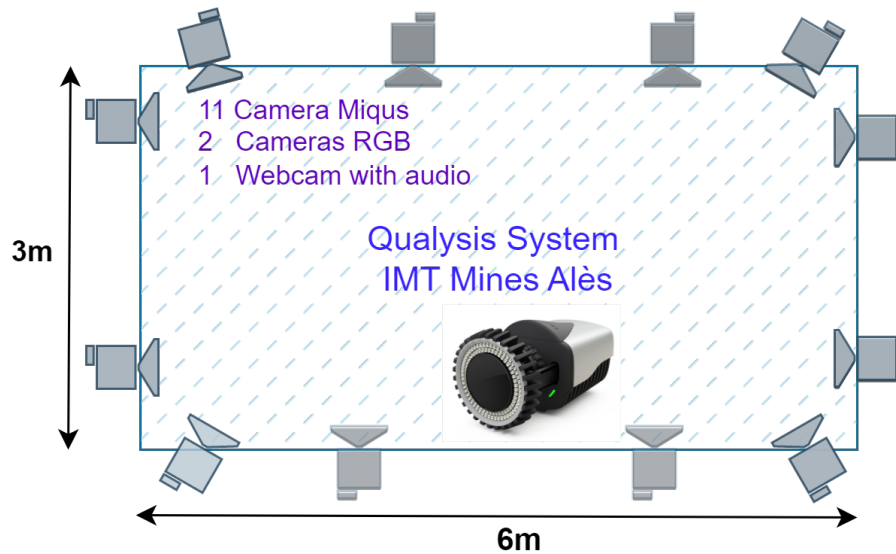 11 Camera Miqus
2 Cameras RGB
1 Webcam with audio
3m
Qualysis System
IMT Mines Alès
6m